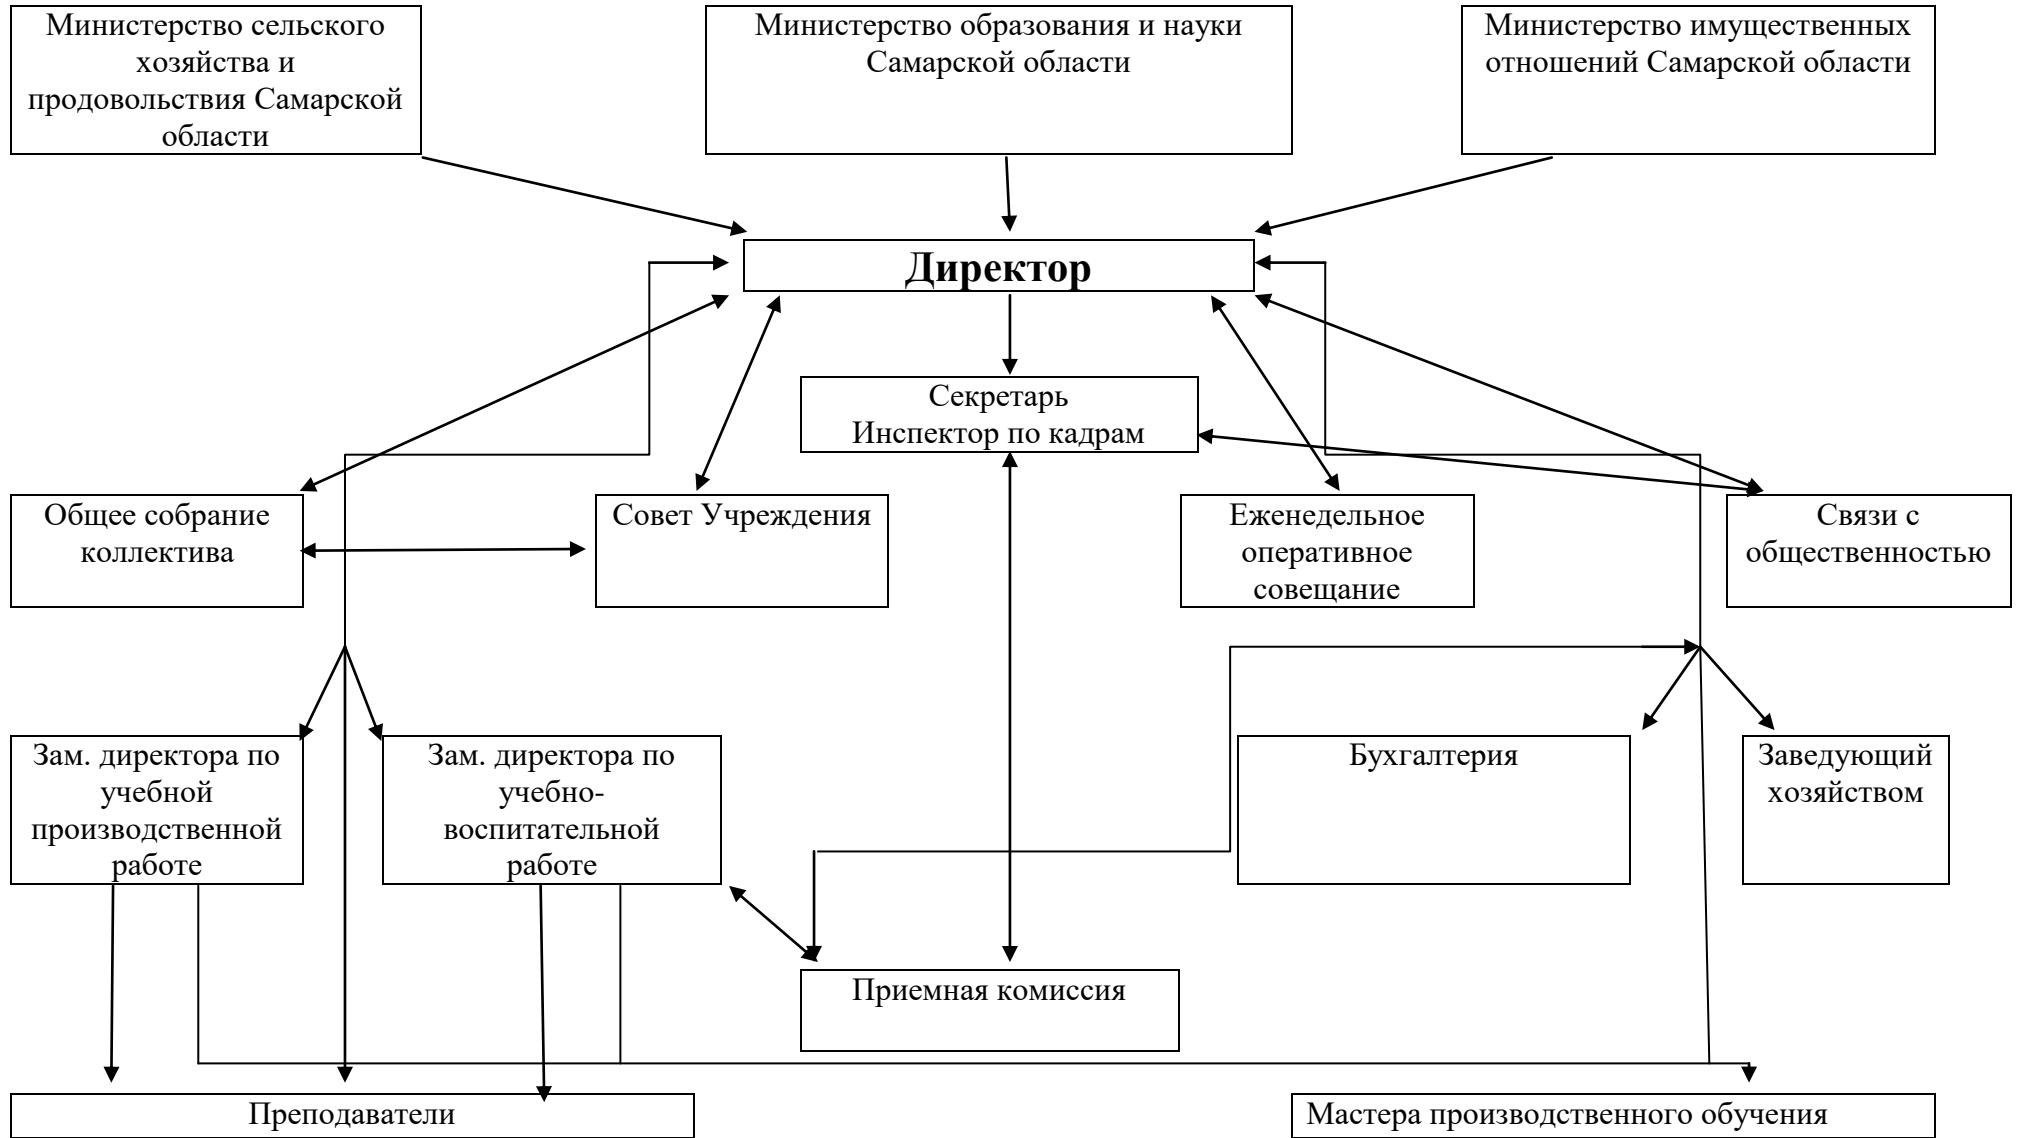 Министерство сельского
хозяйства и
продовольствия Самарской
области
Министерство образования и науки
Самарской области
Министерство имущественных
отношений Самарской области
Директор
Секретарь
Инспектор по кадрам
Общее собрание
коллектива
Совет Учреждения
Еженедельное
оперативное
совещание
Связи с
общественностью
Зам. директора по
учебной
производственной
работе
Зам. директора по
учебно-
воспитательной
работе
Бухгалтерия
Заведующий
хозяйством
Приемная комиссия
Преподаватели
Мастера производственного обучения